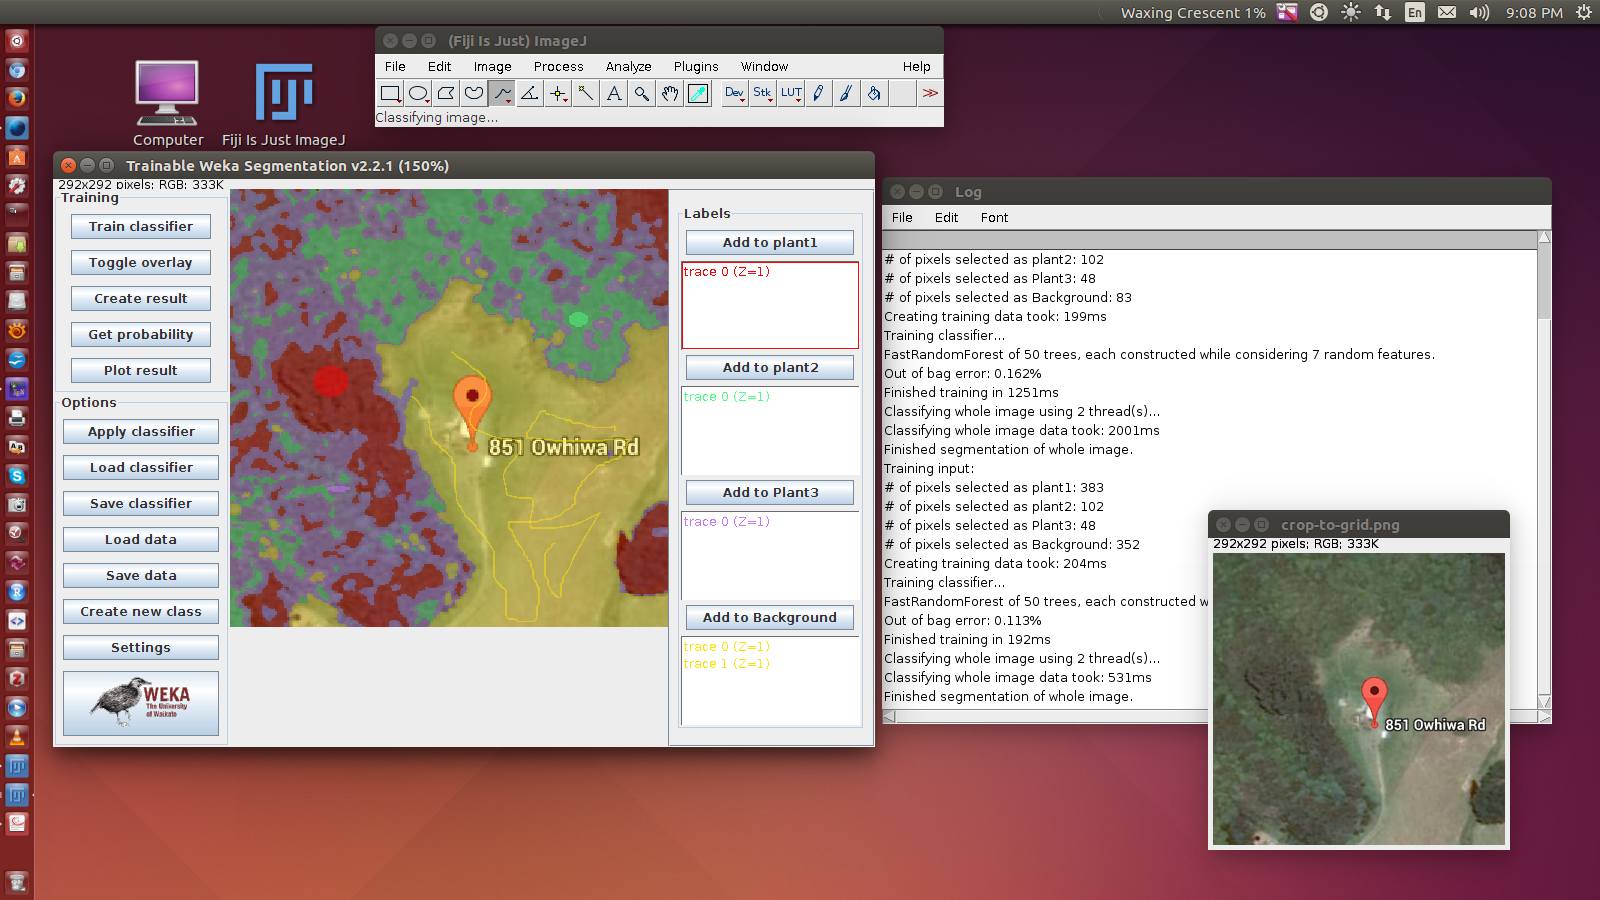 Waxing Crescent 1%
En
9:08 PM
Computer
Fiji Is Just ImageJ
(Fiji Is Just) ImageJ
File Edit Image Process Analyze Plugins Window Help
A Dev Stk LUT >>
Classifying image...
Trainable Weka Segmentation v2.2.1 (150%)
292x292 pixels; RGB; 333K
Training
Train classifier
Toggle overlay
Create result
Get probability
Plot result
Options
Apply classifier
Load classifier
Save classifier
Load data
Save data
Create new class
Settings
WEKA
The University
of Waikato
851 Owhiwa Rd
Labels
Add to plant1
trace 0 (Z=1)
Add to plant2
trace 0 (Z=1)
Add to Plant3
trace 0 (Z=1)
Add to Background
trace 0 (Z=1)
trace 1 (Z=1)
Log
File Edit Font
# of pixels selected as plant2: 102
# of pixels selected as Plant3: 48
# of pixels selected as Background: 83
Creating training data took: 199ms
Training classifier...
FastRandomForest of 50 trees, each constructed while considering 7 random features.
Out of bag error: 0.162%
Finished training in 1251ms
Classifying whole image using 2 thread(s)...
Classifying whole image data took: 2001ms
Finished segmentation of whole image.
Training input:
# of pixels selected as plant1: 383
# of pixels selected as plant2: 102
# of pixels selected as Plant3: 48
# of pixels selected as Background: 352
Creating training data took: 204ms
Training classifier...
FastRandomForest of 50 trees, each constructed w
Out of bag error: 0.113%
Finished training in 192ms
Classifying whole image using 2 thread(s)...
Classifying whole image data took: 531ms
Finished segmentation of whole image.
crop-to-grid.png
292x292 pixels; RGB; 333K
851 Owhiwa Rd